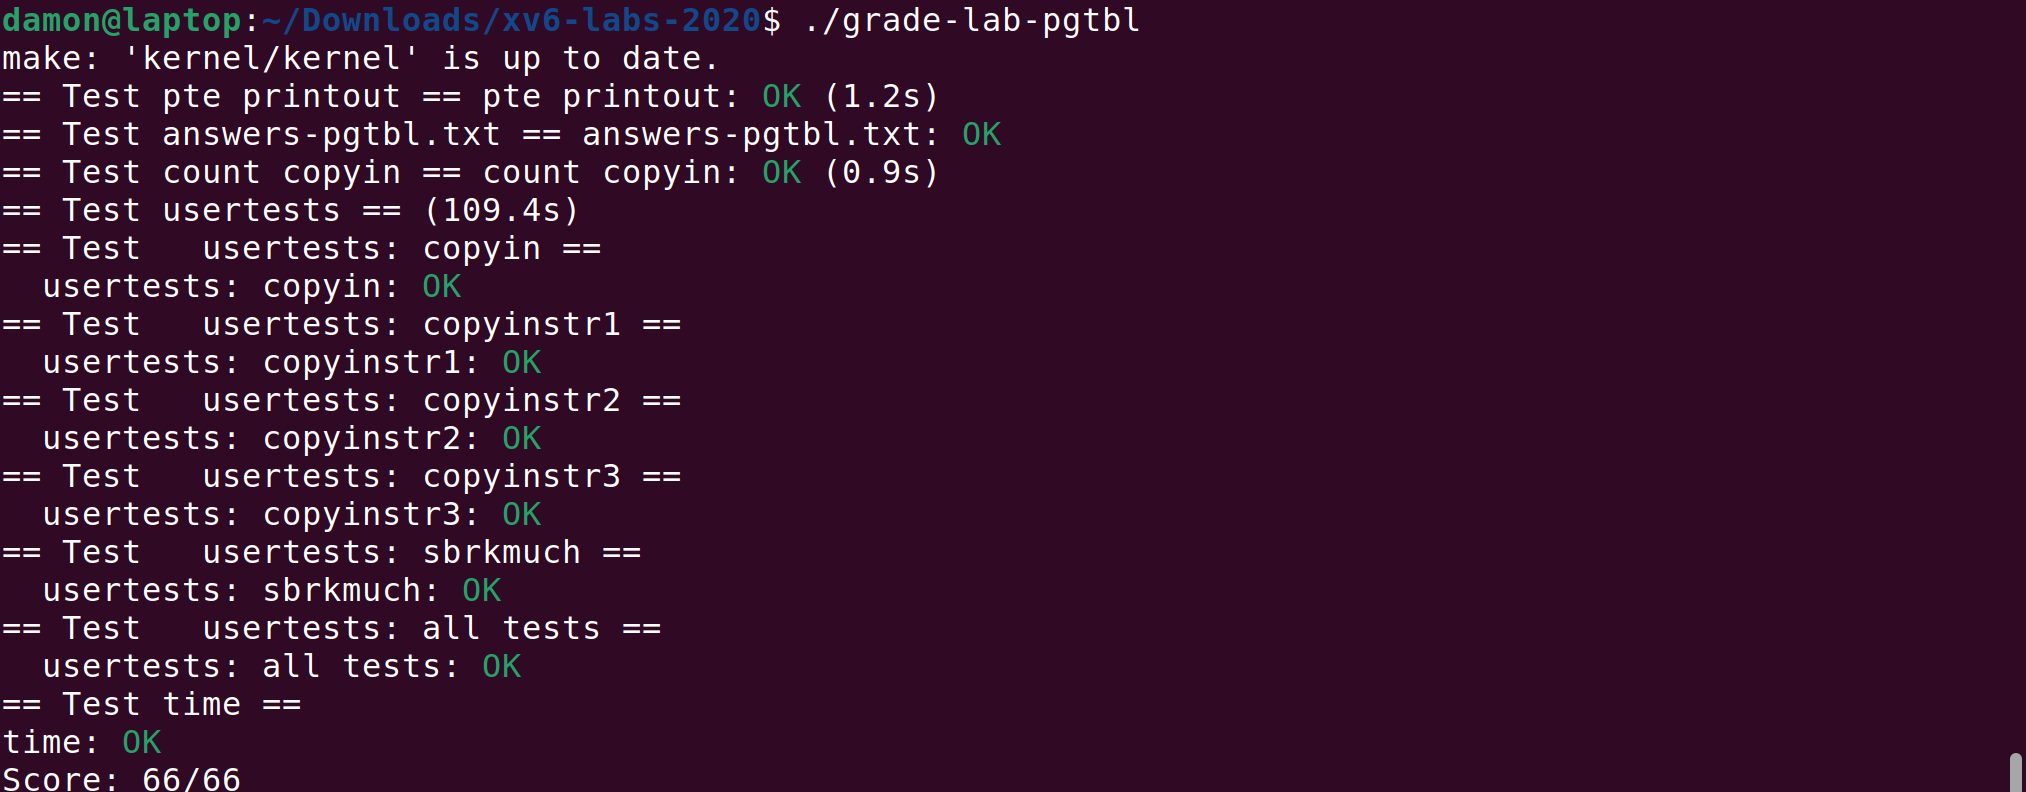 damon@laptop:~/Downloads/xv6-labs-2020$ ./grade-lab-pgtbl
make: 'kernel/kernel' is up to date.
== Test pte printout == pte printout: OK (1.2s)
== Test answers-pgtbl.txt == answers-pgtbl.txt: OK
== Test count copyin == count copyin: OK (0.9s)
== Test usertests == (109.4s)
== Test   usertests: copyin ==
  usertests: copyin: OK
== Test   usertests: copyinstr1 ==
  usertests: copyinstr1: OK
== Test   usertests: copyinstr2 ==
  usertests: copyinstr2: OK
== Test   usertests: copyinstr3 ==
  usertests: copyinstr3: OK
== Test   usertests: sbrkmuch ==
  usertests: sbrkmuch: OK
== Test   usertests: all tests ==
  usertests: all tests: OK
== Test time ==
time: OK
Score: 66/66